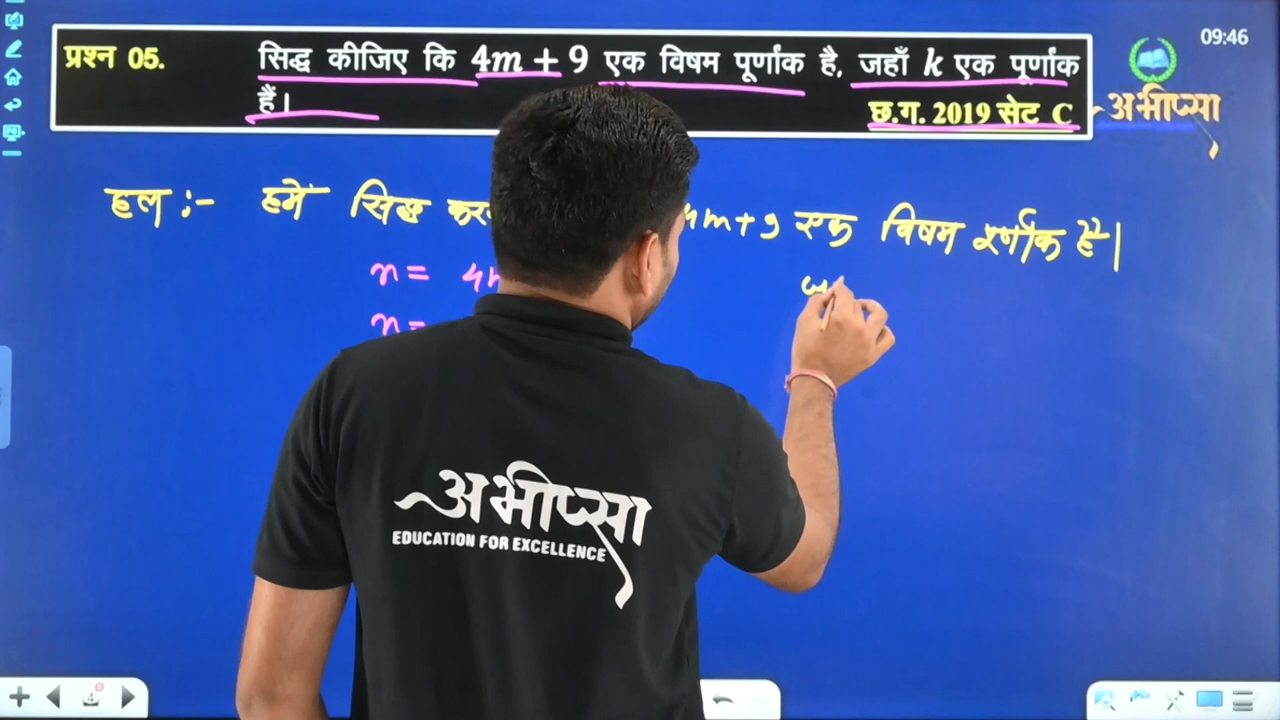 09:46
प्रश्न 05. सिद्ध कीजिए कि 4m + 9 एक विषम पूर्णांक है, जहाँ k एक पूर्णांक
हैं।
छ.ग. 2019 सेट C
अभीप्सा
हल :- हमें सिद्ध कर 4m+9 एक विषम पूर्णांक है।
n = 4
n =
अभीप्सा
EDUCATION FOR EXCELLENCE